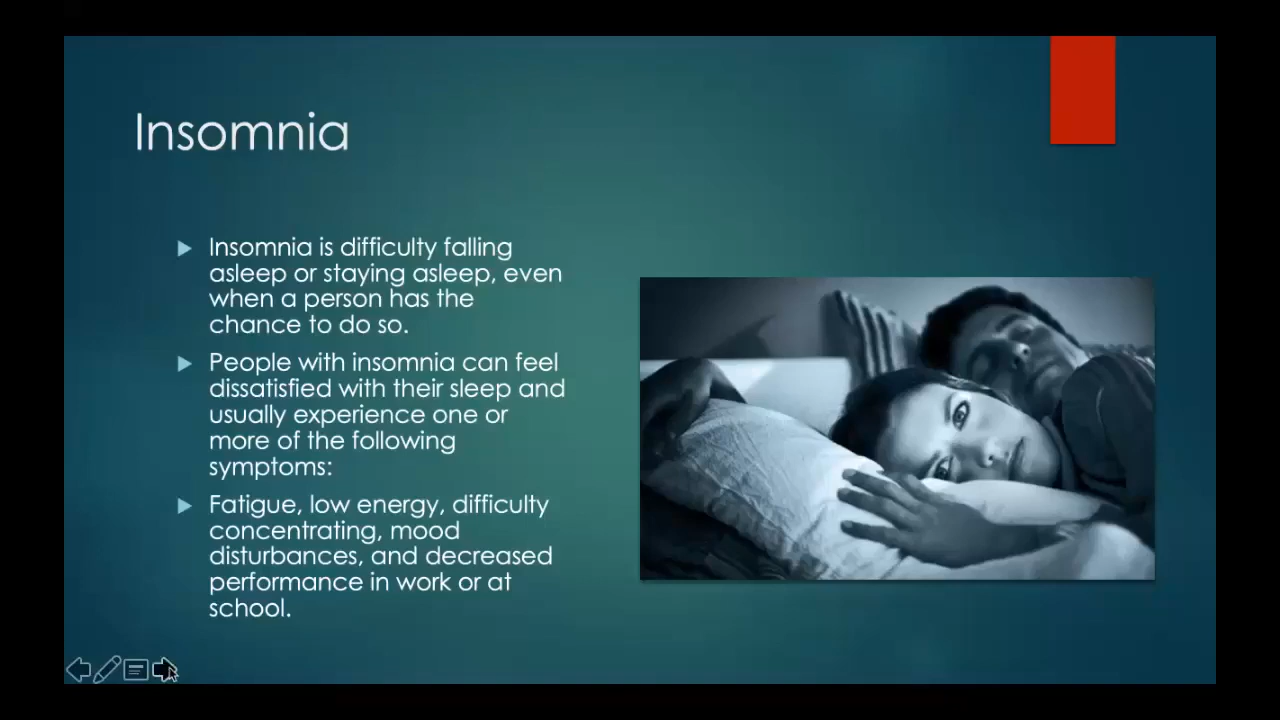 Insomnia
Insomnia is difficulty falling
asleep or staying asleep, even
when a person has the
chance to do so.
People with insomnia can feel
dissatisfied with their sleep and
usually experience one or
more of the following
symptoms:
Fatigue, low energy, difficulty
concentrating, mood
disturbances, and decreased
performance in work or at
school.